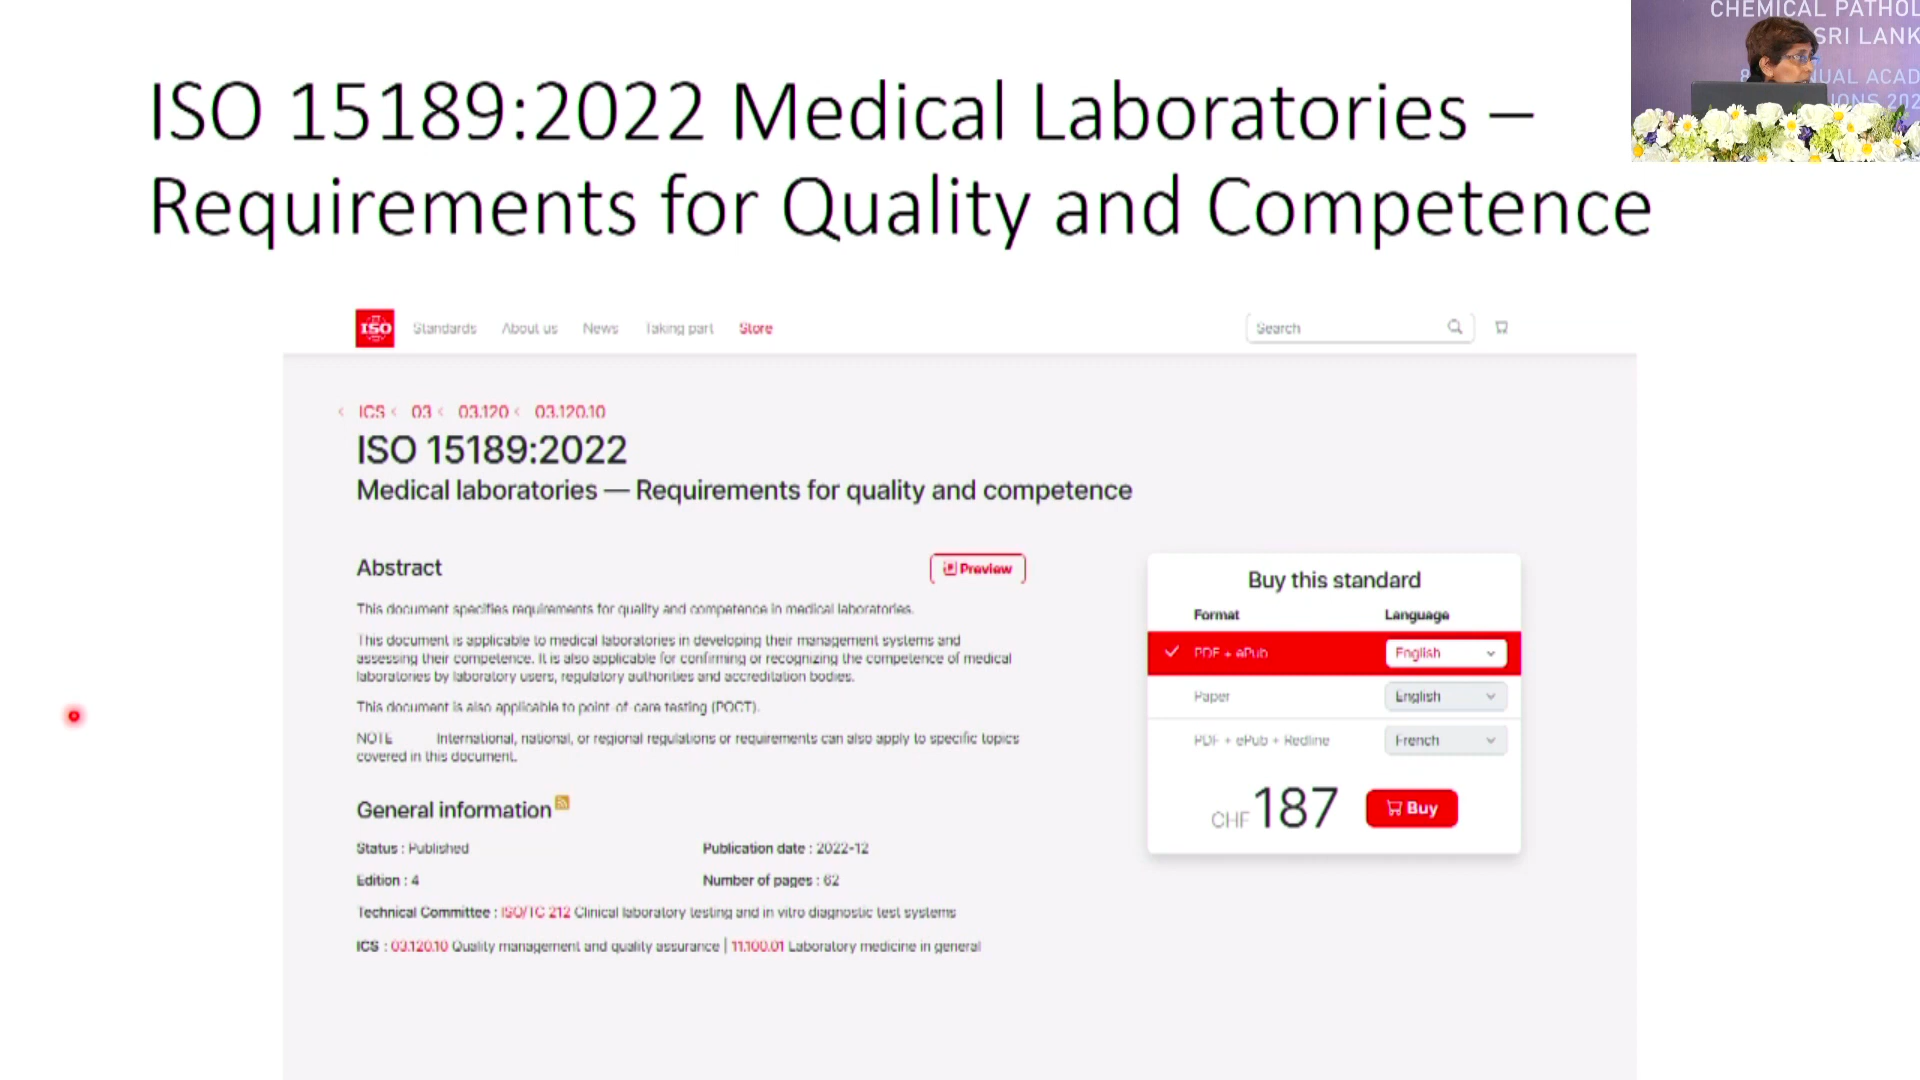 ISO 15189:2022 Medical Laboratories –
Requirements for Quality and Competence
CHEMICAL PATHOL
SRI LANK
UAL ACAD
IONS 202
ISO Standards About us News Taking part Store Search
ICS 03 03.120 03.120.10
ISO 15189:2022
Medical laboratories — Requirements for quality and competence
Abstract
Preview
This document specifies requirements for quality and competence in medical laboratories.
This document is applicable to medical laboratories in developing their management systems and
assessing their competence. It is also applicable for confirming or recognizing the competence of medical
laboratories by laboratory users, regulatory authorities and accreditation bodies.
This document is also applicable to point-of-care testing (POCT).
NOTE International, national, or regional regulations or requirements can also apply to specific topics
covered in this document.
General information
Status : Published Publication date : 2022-12
Edition : 4 Number of pages : 62
Technical Committee : ISO/TC 212 Clinical laboratory testing and in vitro diagnostic test systems
ICS : 03.120.10 Quality management and quality assurance | 11.100.01 Laboratory medicine in general
Buy this standard
Format Language
PDF + ePub English
Paper English
PDF + ePub + Redline French
CHF 187 Buy